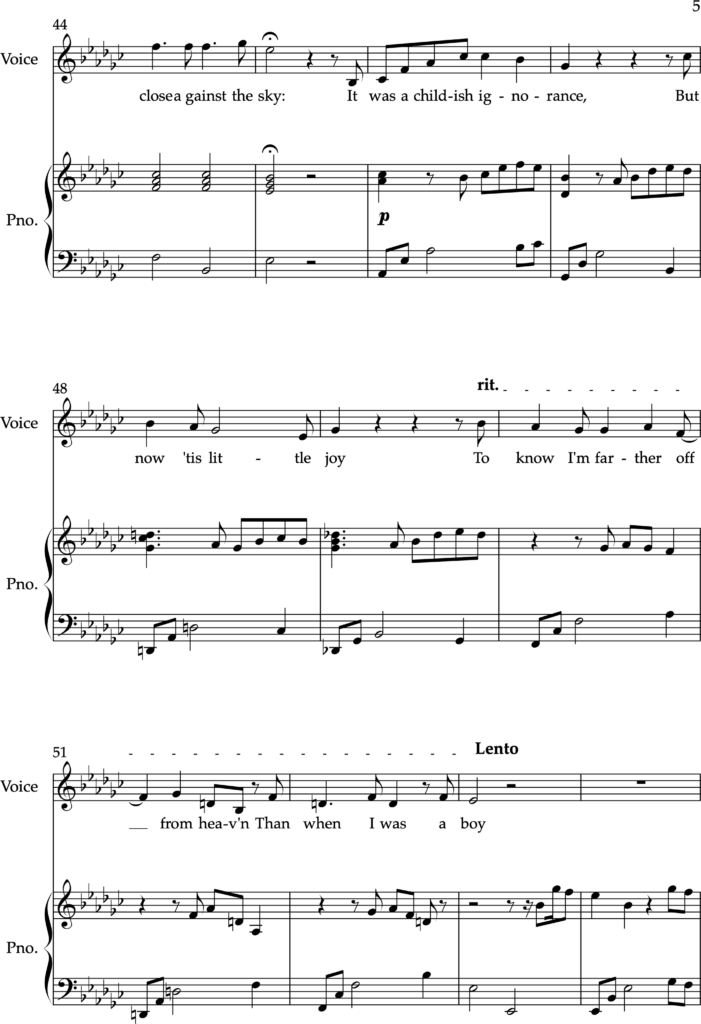 5
44
Voice
closea gainst the sky: It was a child-ish ig - no - rance, But
Pno.
p
48
rit.
Voice
now 'tis lit - tle joy To know I'm far - ther off
Pno.
51
Lento
Voice
__ from hea-v'n Than when I was a boy
Pno.